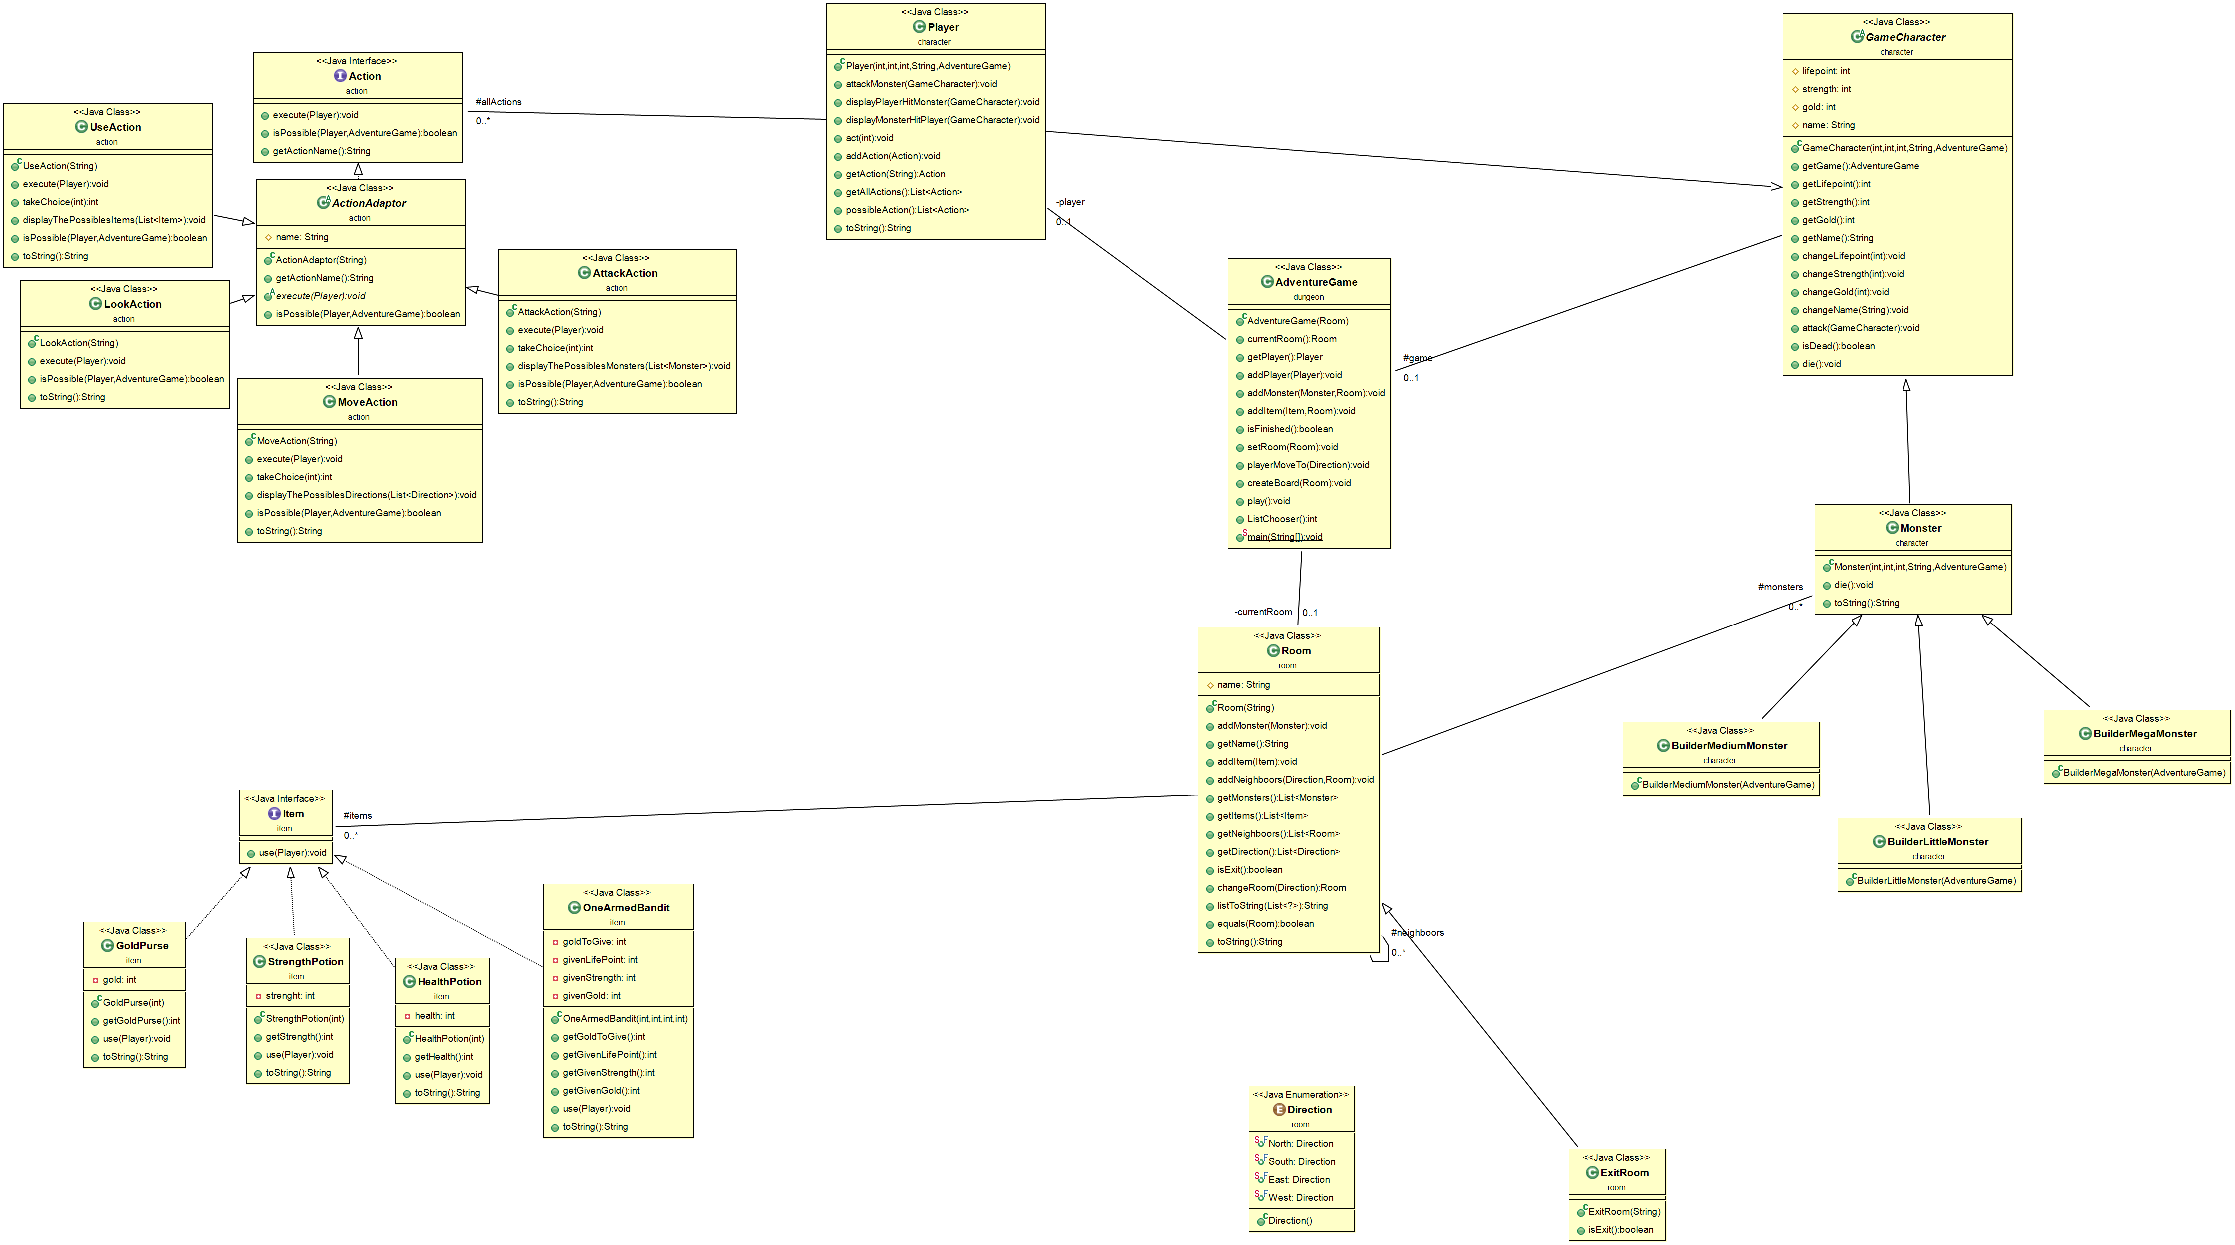 <<Java Class>>
Player
character
Player(int,int,int,String,AdventureGame)
attackMonster(GameCharacter):void
displayPlayerHitMonster(GameCharacter):void
displayMonsterHitPlayer(GameCharacter):void
act(int):void
addAction(Action):void
getAction(String):Action
getAllActions():List<Action>
possibleAction():List<Action>
toString():String
<<Java Class>>
GameCharacter
character
lifepoint: int
strength: int
gold: int
name: String
GameCharacter(int,int,int,String,AdventureGame)
getGame():AdventureGame
getLifepoint():int
getStrength():int
getGold():int
getName():String
changeLifepoint(int):void
changeStrength(int):void
changeGold(int):void
changeName(String):void
attack(GameCharacter):void
isDead():boolean
die():void
<<Java Interface>>
Action
action
execute(Player):void
isPossible(Player,AdventureGame):boolean
getActionName():String
#allActions
0..*
<<Java Class>>
UseAction
action
UseAction(String)
execute(Player):void
takeChoice(int):int
displayThePossiblesItems(List<Item>):void
isPossible(Player,AdventureGame):boolean
toString():String
<<Java Class>>
ActionAdaptor
action
name: String
ActionAdaptor(String)
getActionName():String
execute(Player):void
isPossible(Player,AdventureGame):boolean
<<Java Class>>
AttackAction
action
AttackAction(String)
execute(Player):void
takeChoice(int):int
displayThePossiblesMonsters(List<Monster>):void
isPossible(Player,AdventureGame):boolean
toString():String
<<Java Class>>
LookAction
action
LookAction(String)
execute(Player):void
isPossible(Player,AdventureGame):boolean
toString():String
<<Java Class>>
MoveAction
action
MoveAction(String)
execute(Player):void
takeChoice(int):int
displayThePossiblesDirections(List<Direction>):void
isPossible(Player,AdventureGame):boolean
toString():String
-player
0..1
<<Java Class>>
AdventureGame
dungeon
AdventureGame(Room)
currentRoom():Room
getPlayer():Player
addPlayer(Player):void
addMonster(Monster,Room):void
addItem(Item,Room):void
isFinished():boolean
setRoom(Room):void
playerMoveTo(Direction):void
createBoard(Room):void
play():void
ListChooser():int
main(String[]):void
#game
0..1
-currentRoom
0..1
<<Java Class>>
Monster
character
Monster(int,int,int,String,AdventureGame)
die():void
toString():String
#monsters
0..*
<<Java Class>>
Room
room
name: String
Room(String)
addMonster(Monster):void
getName():String
addItem(Item):void
addNeighboors(Direction,Room):void
getMonsters():List<Monster>
getItems():List<Item>
getNeighboors():List<Room>
getDirection():List<Direction>
isExit():boolean
changeRoom(Direction):Room
listToString(List<?>):String
equals(Room):boolean
toString():String
#neighboors
0..*
<<Java Class>>
BuilderMediumMonster
character
BuilderMediumMonster(AdventureGame)
<<Java Class>>
BuilderMegaMonster
character
BuilderMegaMonster(AdventureGame)
<<Java Class>>
BuilderLittleMonster
character
BuilderLittleMonster(AdventureGame)
<<Java Interface>>
Item
item
use(Player):void
#items
0..*
<<Java Class>>
GoldPurse
item
gold: int
GoldPurse(int)
getGoldPurse():int
use(Player):void
toString():String
<<Java Class>>
StrengthPotion
item
strenght: int
StrengthPotion(int)
getStrength():int
use(Player):void
toString():String
<<Java Class>>
HealthPotion
item
health: int
HealthPotion(int)
getHealth():int
use(Player):void
toString():String
<<Java Class>>
OneArmedBandit
item
goldToGive: int
givenLifePoint: int
givenStrength: int
givenGold: int
OneArmedBandit(int,int,int,int)
getGoldToGive():int
getGivenLifePoint():int
getGivenStrength():int
getGivenGold():int
use(Player):void
toString():String
<<Java Enumeration>>
Direction
room
North: Direction
South: Direction
East: Direction
West: Direction
Direction()
<<Java Class>>
ExitRoom
room
ExitRoom(String)
isExit():boolean